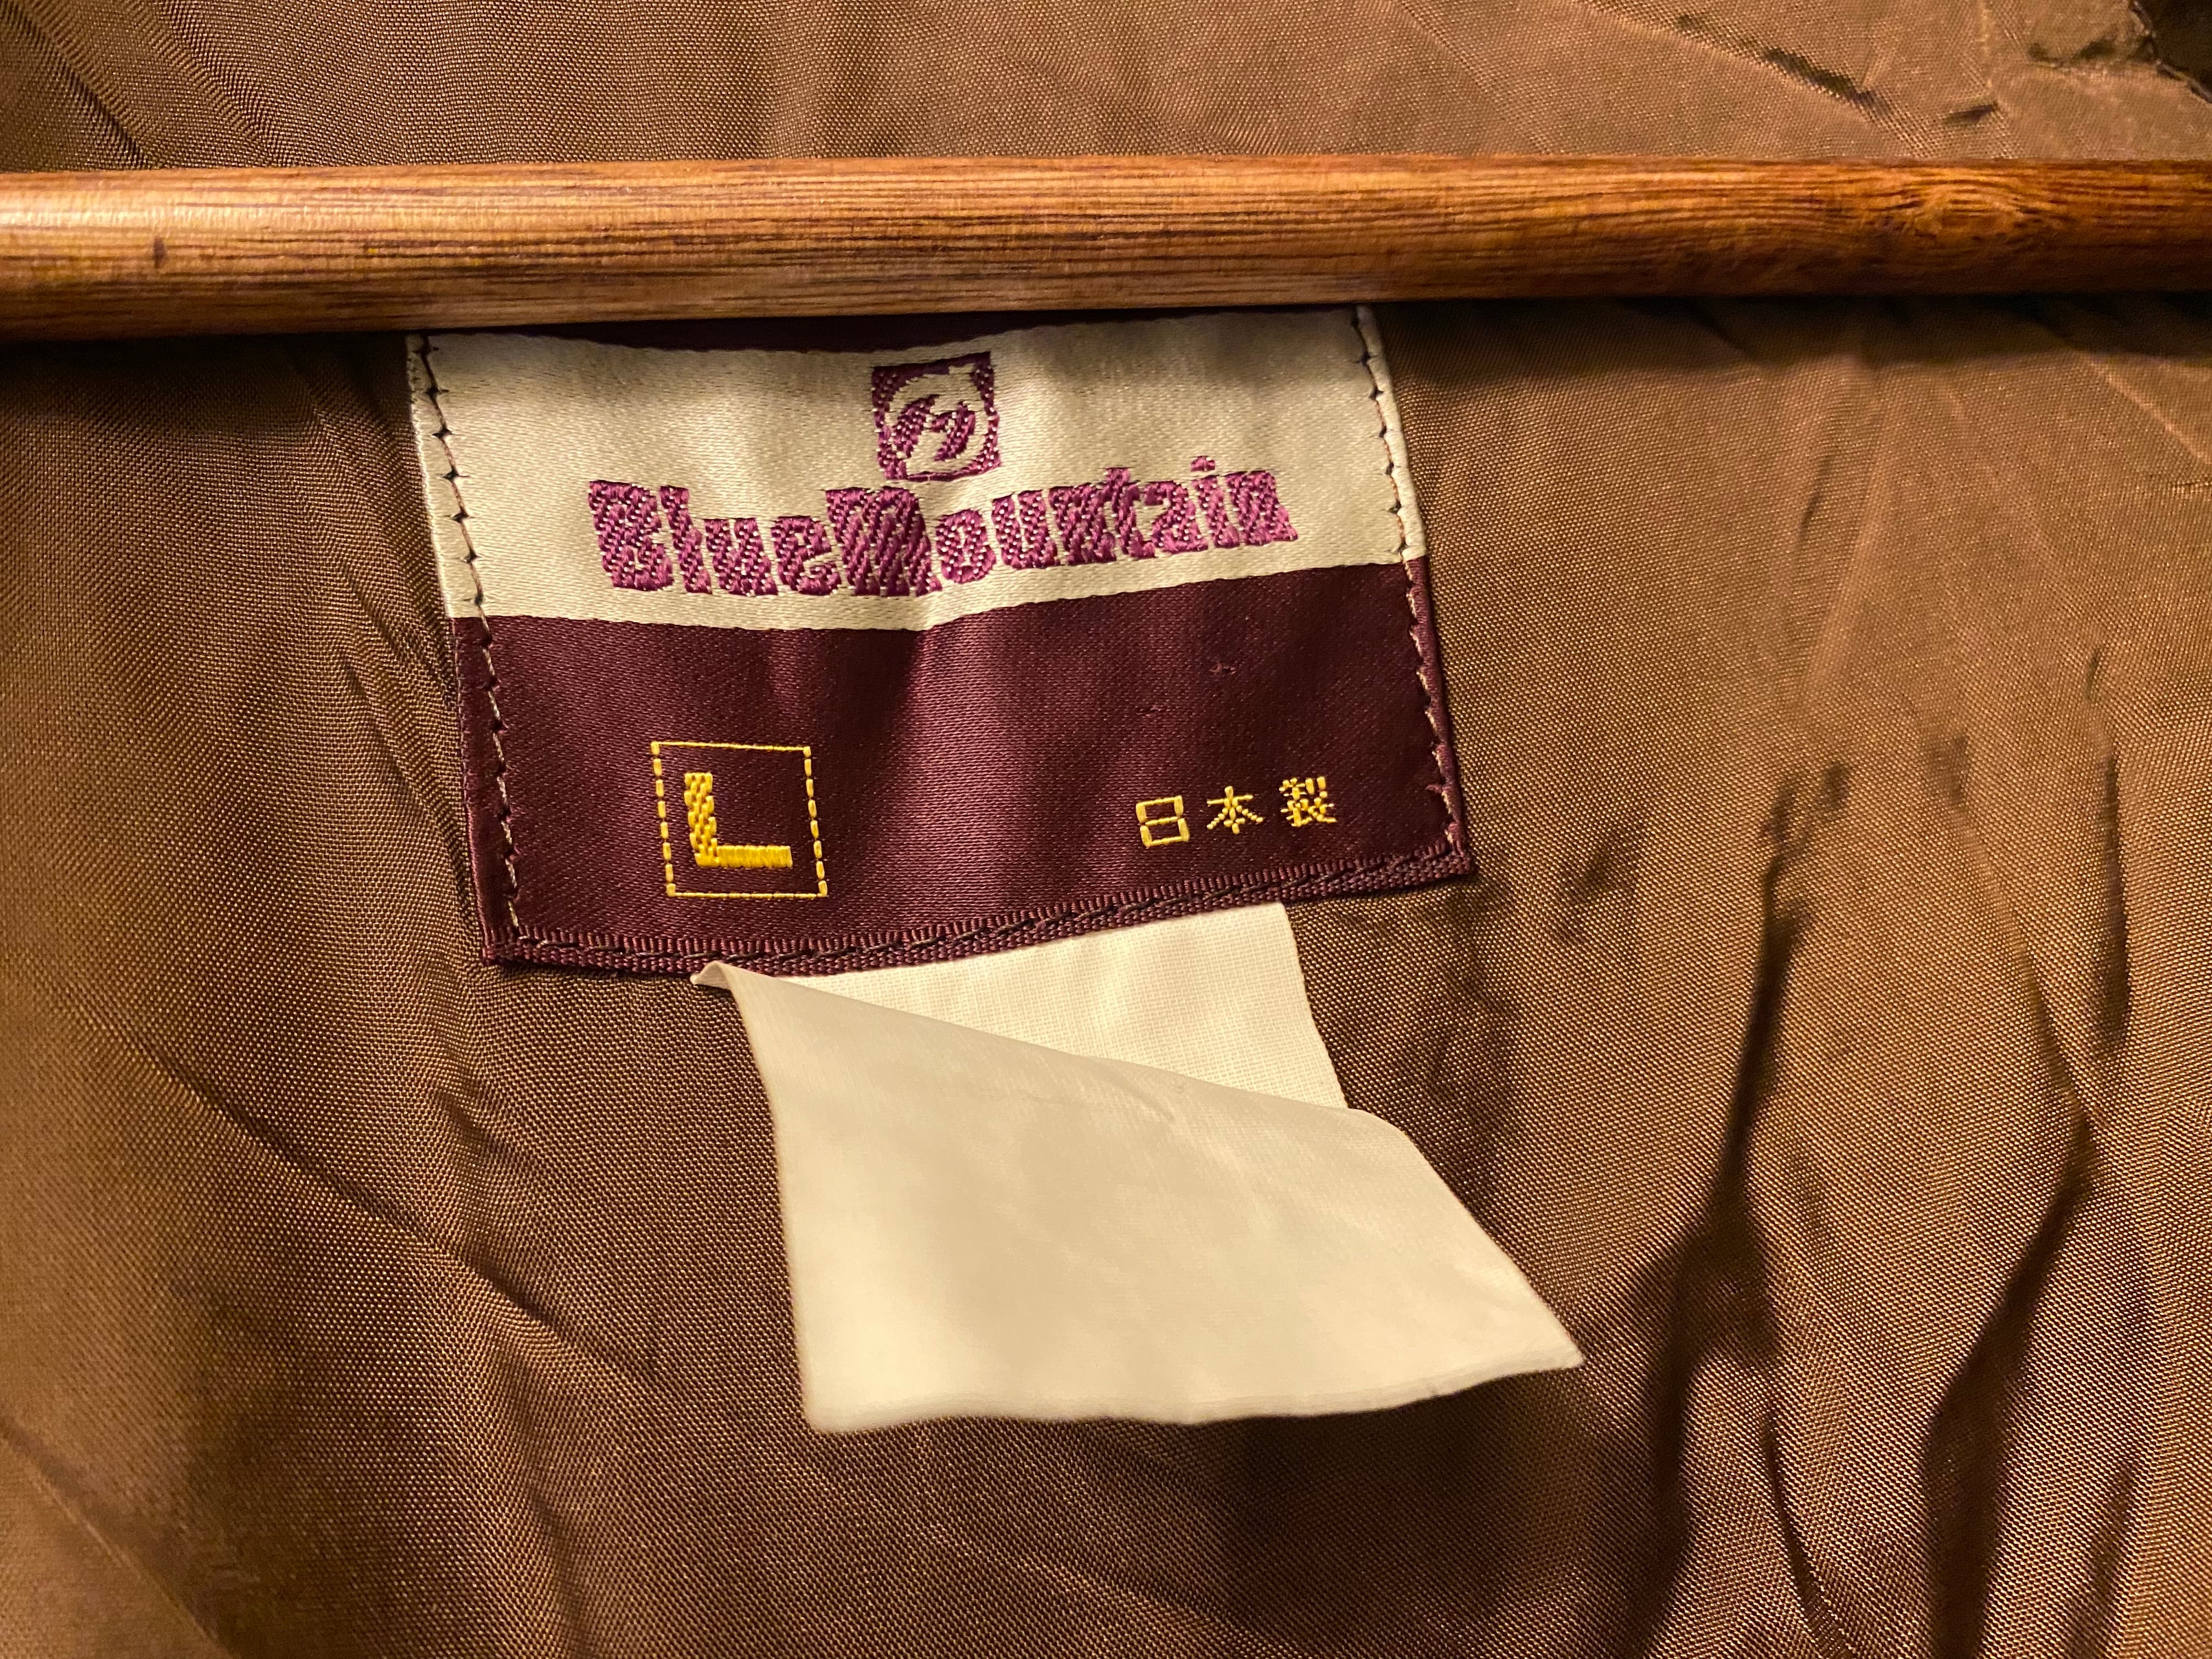 BlueMountain
L
日本製